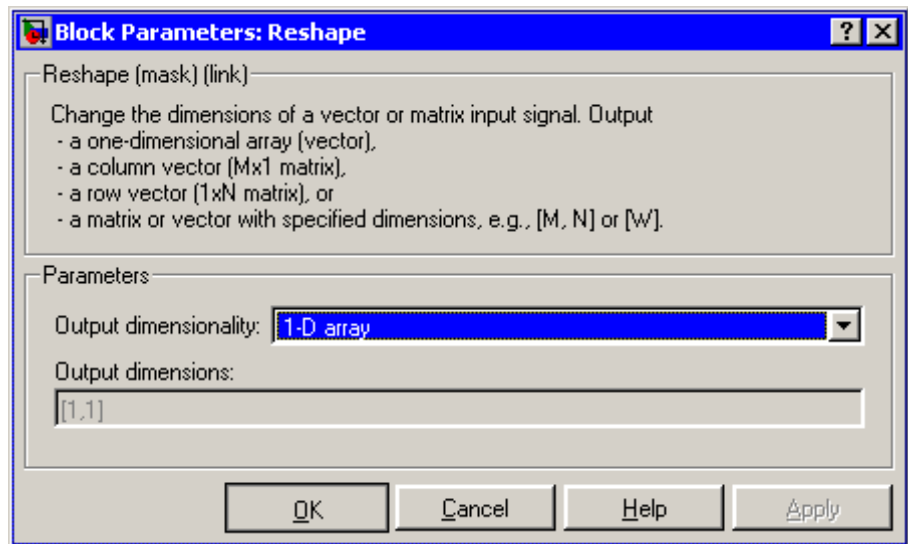 Block Parameters: Reshape
Reshape (mask) (link)
Change the dimensions of a vector or matrix input signal. Output
- a one-dimensional array (vector),
- a column vector (Mx1 matrix),
- a row vector (1xN matrix), or
- a matrix or vector with specified dimensions, e.g., [M, N] or [W].
Parameters
Output dimensionality: 1-D array
Output dimensions:
[1,1]
OK Cancel Help Apply